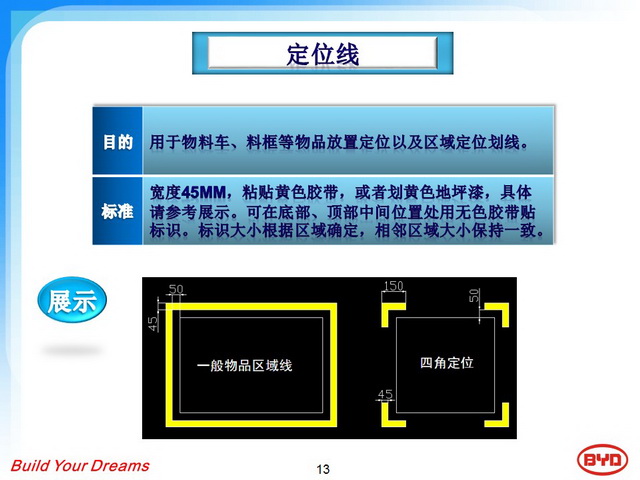 定位线
目的
用于物料车、料框等物品放置定位以及区域定位划线。
标准
宽度45MM，粘贴黄色胶带，或者划黄色地坪漆，具体
请参考展示。可在底部、顶部中间位置处用无色胶带贴
标识。标识大小根据区域确定，相邻区域大小保持一致。
展示
50
45
一般物品区域线
150
50
四角定位
45
Build Your Dreams
13
BYD